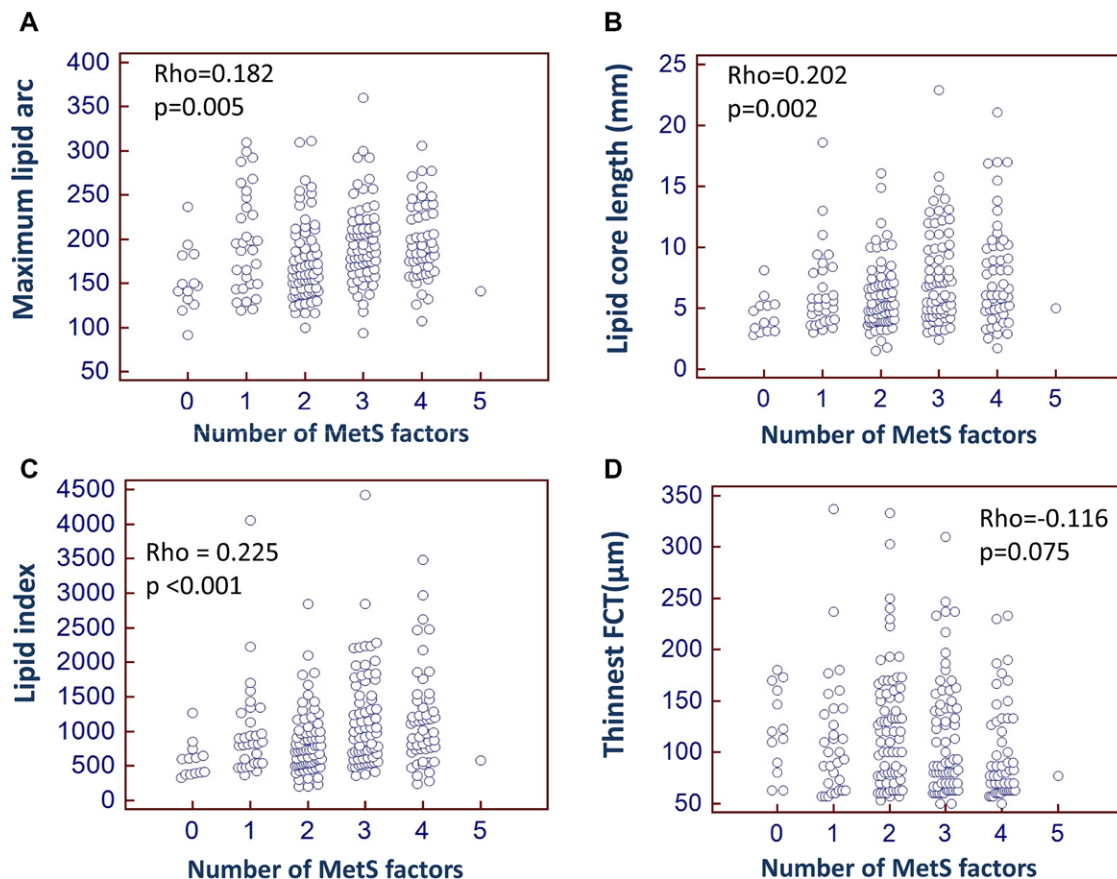 A
Maximum lipid arc
400
350
300
250
200
150
100
50
Rho=0.182
p=0.005
0 1 2 3 4 5
Number of MetS factors
B
Lipid core length (mm)
25
20
15
10
5
0
Rho=0.202
p=0.002
0 1 2 3 4 5
Number of MetS factors
C
Lipid index
4500
4000
3500
3000
2500
2000
1500
1000
500
0
Rho = 0.225
p <0.001
0 1 2 3 4 5
Number of MetS factors
D
Thinnest FCT(μm)
350
300
250
200
150
100
50
Rho=-0.116
p=0.075
0 1 2 3 4 5
Number of MetS factors